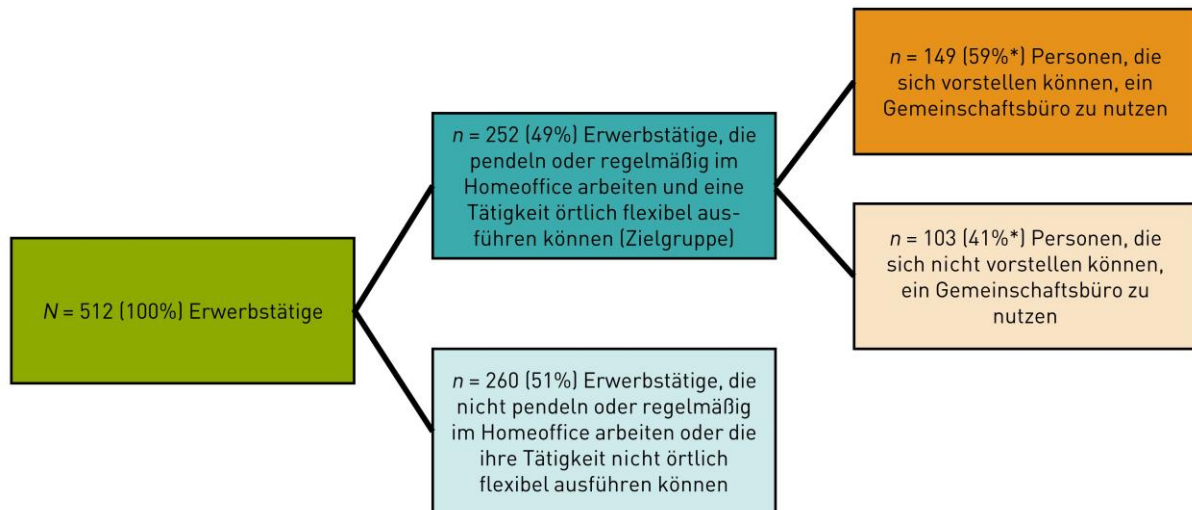 N = 512 (100%) Erwerbstätige
n = 252 (49%) Erwerbstätige, die
pendeln oder regelmäßig im
Homeoffice arbeiten und eine
Tätigkeit örtlich flexibel aus-
führen können (Zielgruppe)
n = 260 (51%) Erwerbstätige, die
nicht pendeln oder regelmäßig
im Homeoffice arbeiten oder die
ihre Tätigkeit nicht örtlich
flexibel ausführen können
n = 149 (59%*) Personen, die
sich vorstellen können, ein
Gemeinschaftsbüro zu nutzen
n = 103 (41%*) Personen, die
sich nicht vorstellen können,
ein Gemeinschaftsbüro zu
nutzen